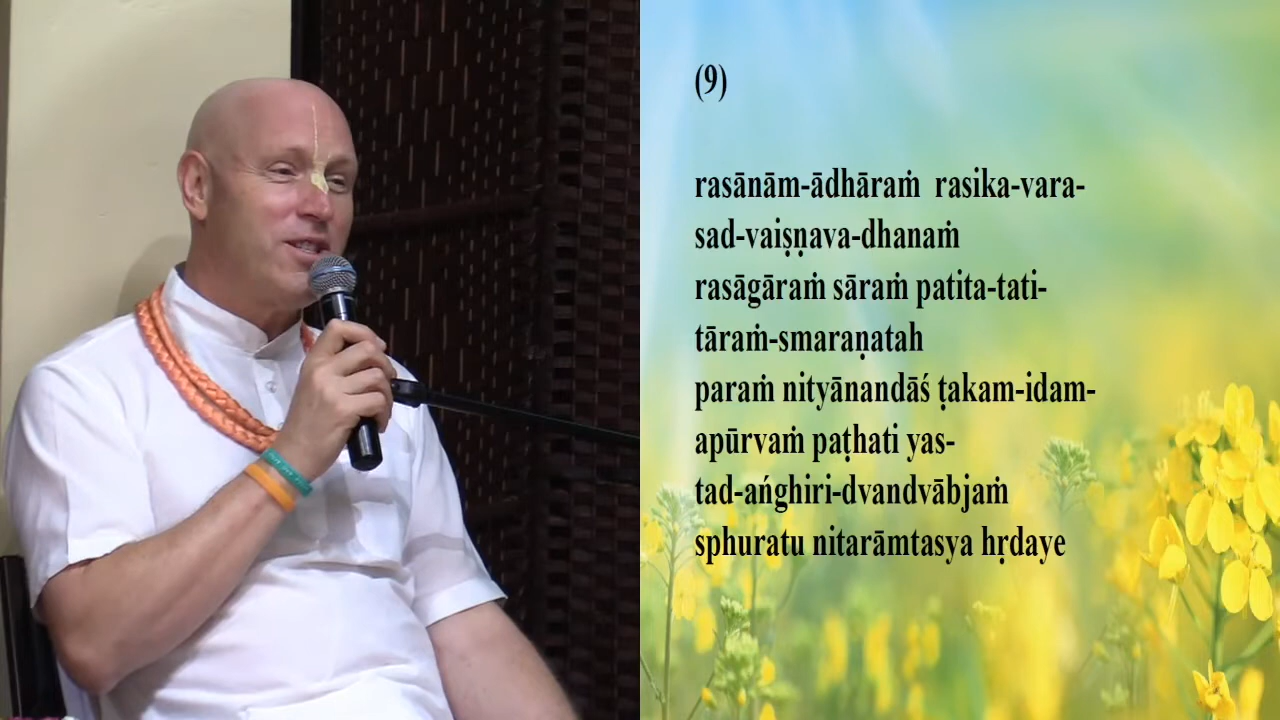 (9)
rasānām-ādhāraṁ rasika-vara-
sad-vaiṣṇava-dhanaṁ
rasāgāraṁ sāraṁ patita-tati-
tāraṁ-smaraṇatah
paraṁ nityānandāś ṭakam-idam-
apūrvaṁ paṭhati yas-
tad-ańghiri-dvandvābjaṁ
sphuratu nitarāmtasya hṛdaye